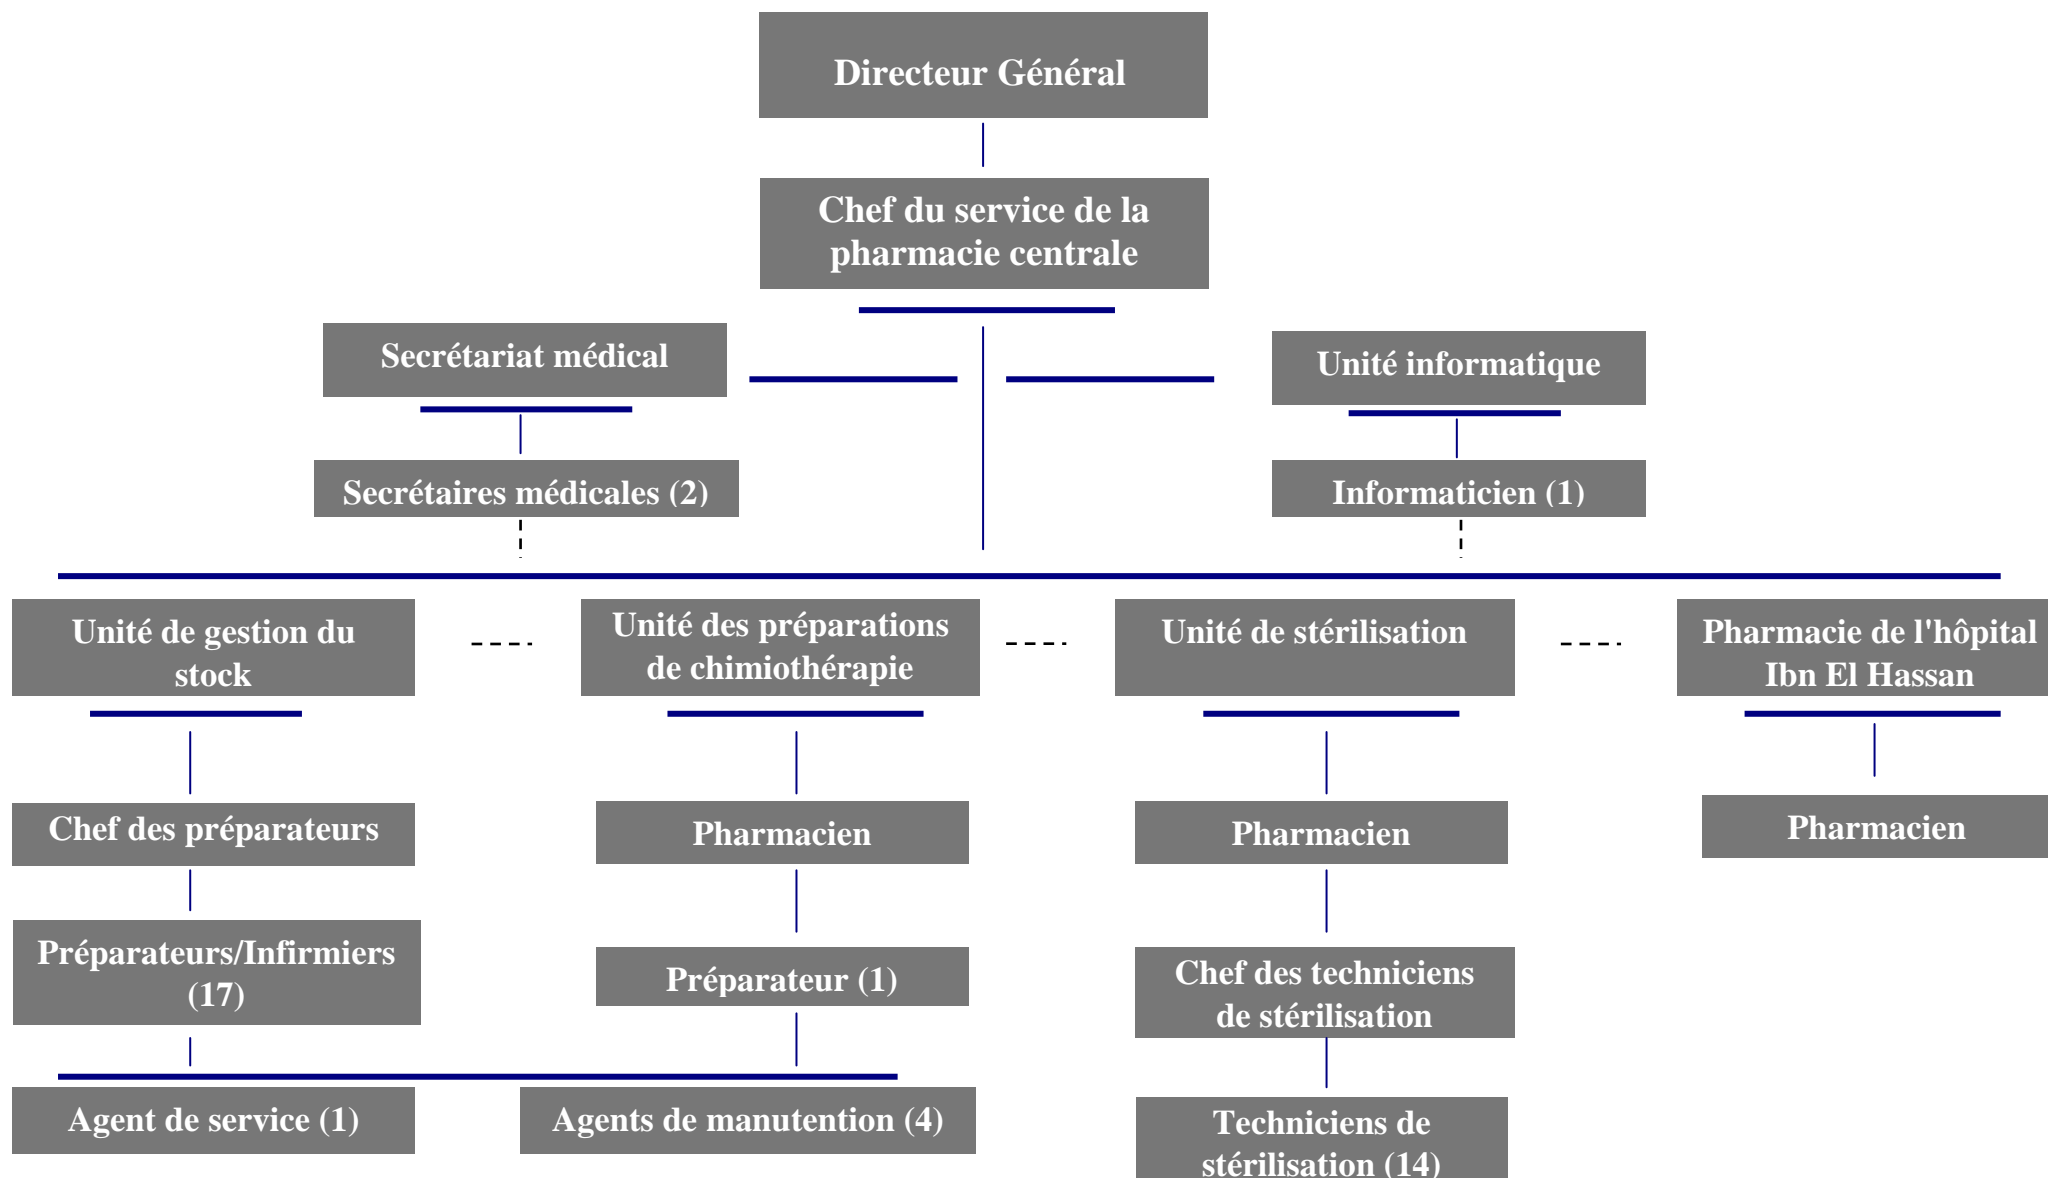 Directeur Général
Chef du service de la
pharmacie centrale
Secrétariat médical
Unité informatique
Secrétaires médicales (2)
Informaticien (1)
Unité de gestion du
stock
Unité des préparations
de chimiothérapie
Unité de stérilisation
Pharmacie de l'hôpital
Ibn El Hassan
Chef des préparateurs
Pharmacien
Pharmacien
Pharmacien
Préparateurs/Infirmiers
(17)
Préparateur (1)
Chef des techniciens
de stérilisation
Agent de service (1)
Agents de manutention (4)
Techniciens de
stérilisation (14)